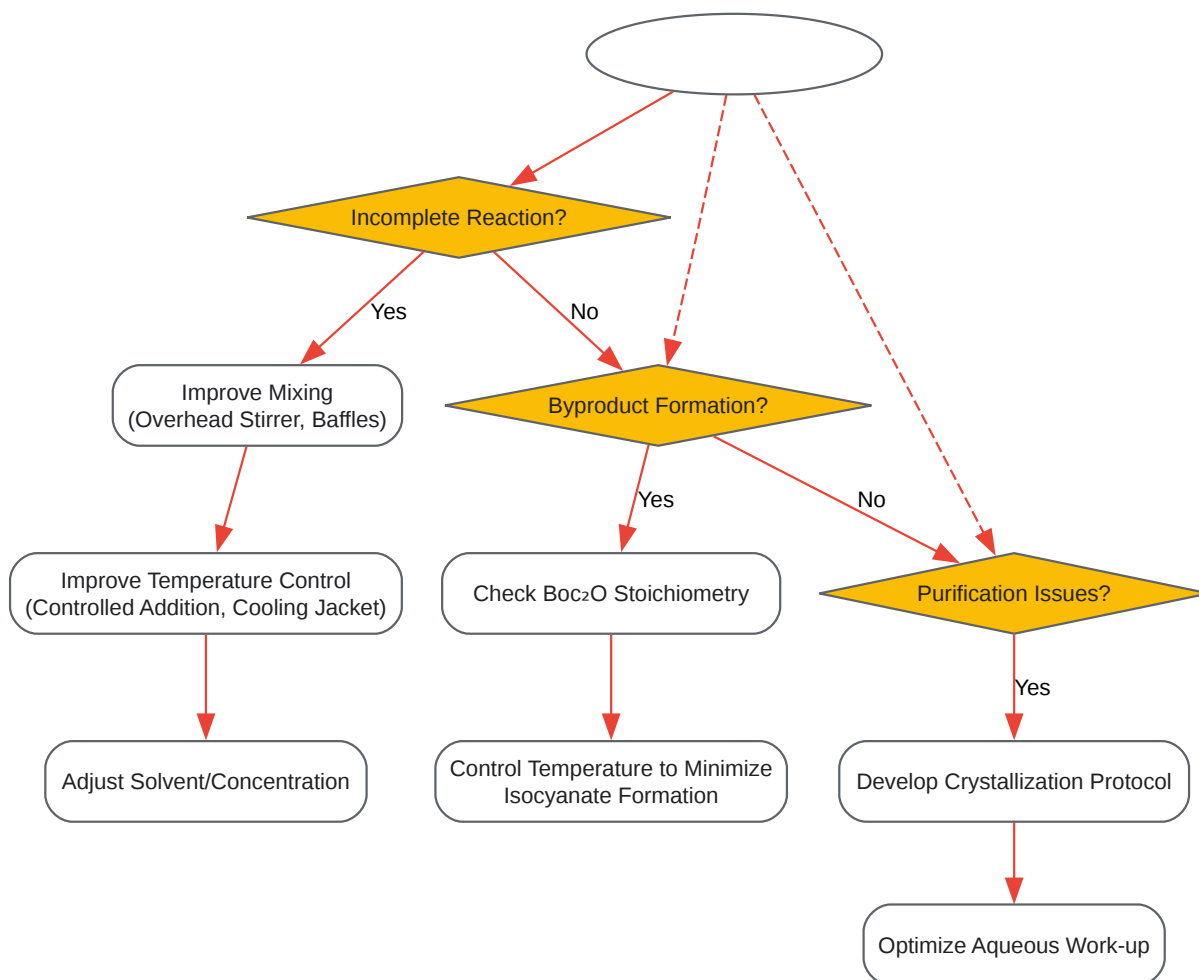 Incomplete Reaction?
Yes
No
Improve Mixing
(Overhead Stirrer, Baffles)
Byproduct Formation?
Yes
No
Improve Temperature Control
(Controlled Addition, Cooling Jacket)
Check Boc₂O Stoichiometry
Purification Issues?
Yes
Adjust Solvent/Concentration
Control Temperature to Minimize
Isocyanate Formation
Develop Crystallization Protocol
Optimize Aqueous Work-up